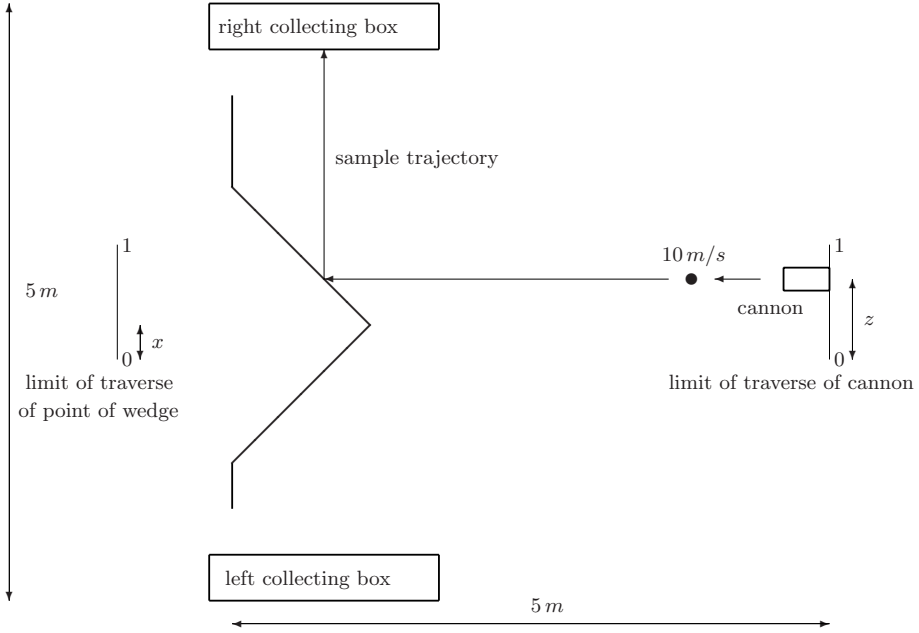 right collecting box
sample trajectory
1
10 m/s
1
5 m
cannon
z
x
0
0
limit of traverse
of point of wedge
limit of traverse of cannon
left collecting box
5 m